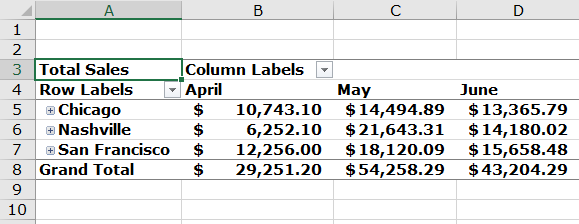 A B C D
1
2
3 Total Sales Column Labels
4 Row Labels April May June
5 Chicago $ 10,743.10 $14,494.89 $13,365.79
6 Nashville $ 6,252.10 $21,643.31 $14,180.02
7 San Francisco $ 12,256.00 $18,120.09 $15,658.48
8 Grand Total $ 29,251.20 $54,258.29 $43,204.29
9
10